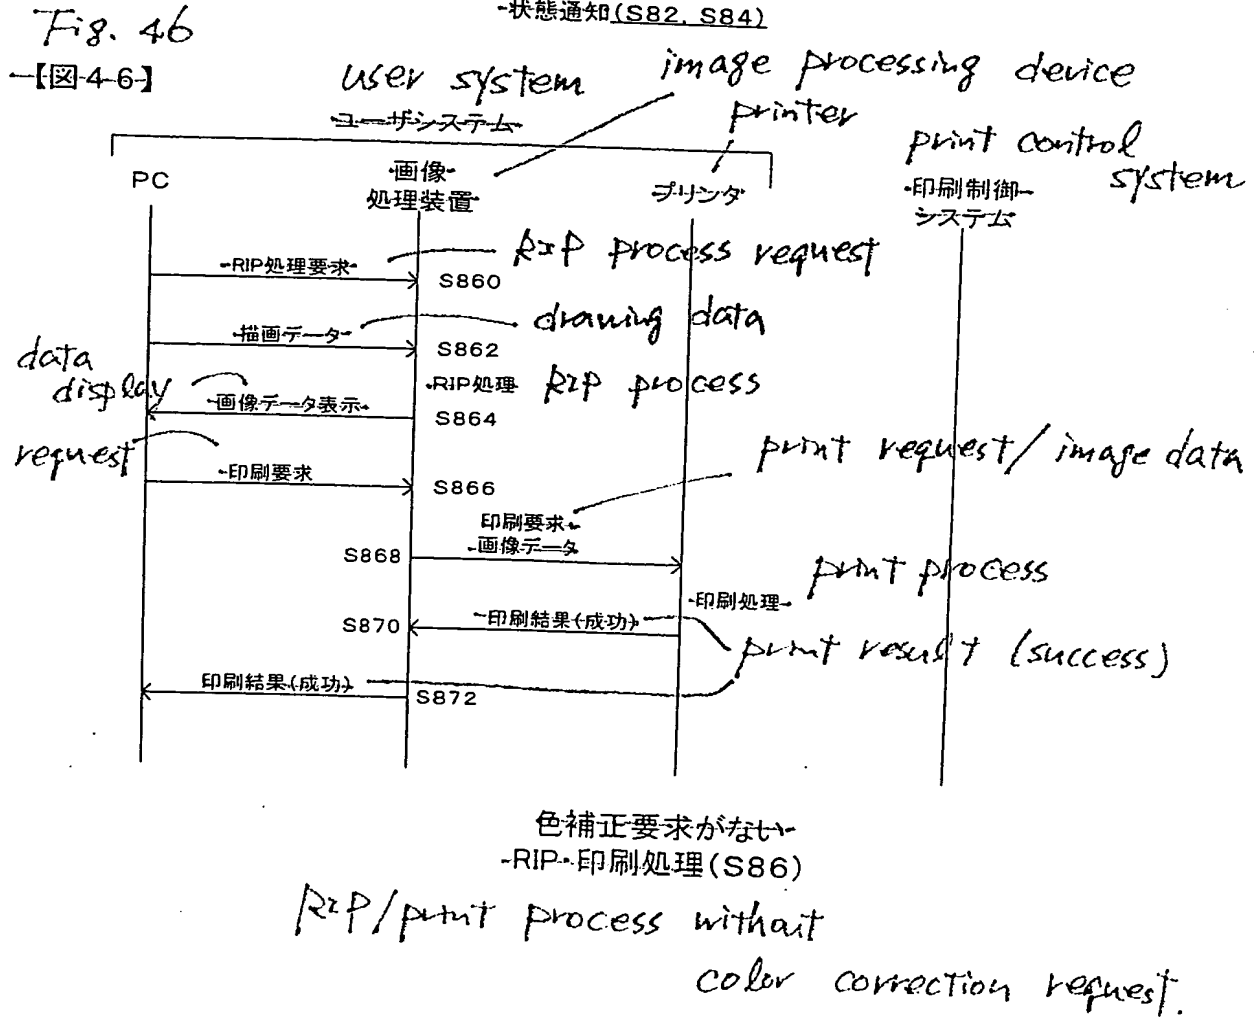 状態通知(S82, S84)
Fig. 46
【図46】
user system
image processing device
ユーザシステム
printer
print control
system
PC
画像
処理装置
プリンタ
印刷制御
システム
RIP処理要求
RIP process request
S860
描画データ
drawing data
S862
data
display
RIP処理
RIP process
画像データ表示
S864
request
print request/image data
印刷要求
S866
印刷要求
画像データ
S868
print process
印刷処理
印刷結果(成功)
S870
print result (success)
印刷結果(成功)
S872
色補正要求がない
RIP・印刷処理(S86)
RIP/print process without
color correction request.